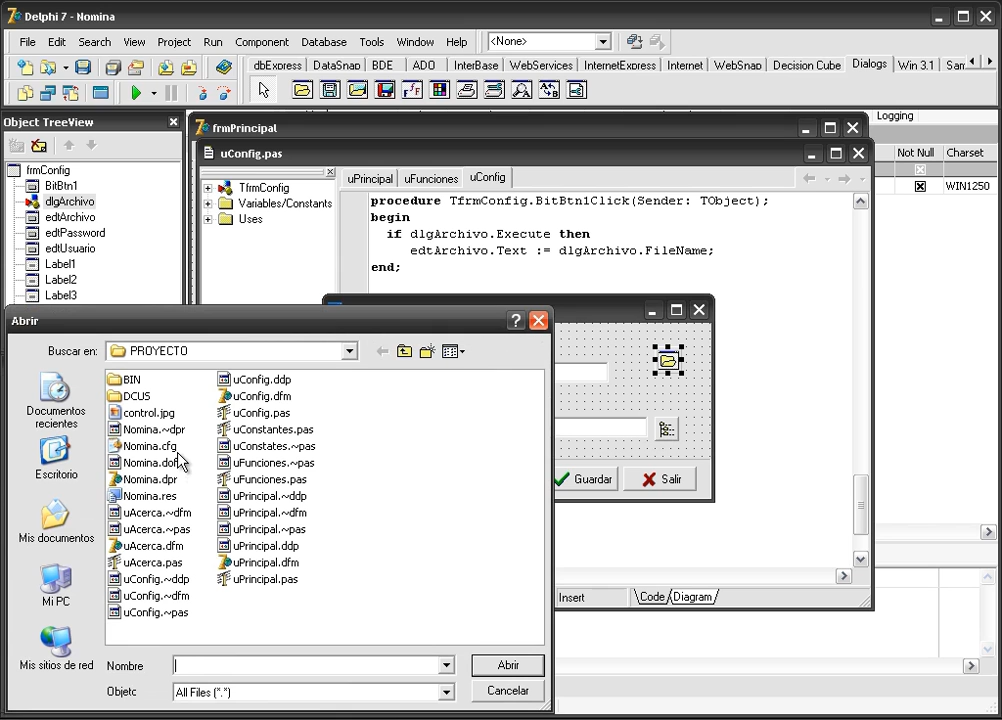 Delphi 7 - Nomina
File Edit Search View Project Run Component Database Tools Window Help <None>
dbExpress DataSnap BDE ADO InterBase WebServices InternetExpress Internet WebSnap Decision Cube Dialogs Win 3.1
Object TreeView
frmConfig
BitBtn1
dlgArchivo
edtArchivo
edtPassword
edtUsuario
Label1
Label2
Label3
frmPrincipal
Logging
Not Null Charset
WIN1250
uConfig.pas
TfrmConfig
Variables/Constants
Uses
uPrincipal uFunciones uConfig
procedure TfrmConfig.BitBtn1Click(Sender: TObject);
begin
if dlgArchivo.Execute then
edtArchivo.Text := dlgArchivo.FileName;
end;
Guardar Salir
Insert Code Diagram
Abrir
Buscar en: PROYECTO
Documentos recientes
Escritorio
Mis documentos
Mi PC
Mis sitios de red
BIN
DCUS
control.jpg
Nomina.~dpr
Nomina.cfg
Nomina.dof
Nomina.dpr
Nomina.res
uAcerca.~dfm
uAcerca.~pas
uAcerca.dfm
uAcerca.pas
uConfig.~ddp
uConfig.~dfm
uConfig.~pas
uConfig.ddp
uConfig.dfm
uConfig.pas
uConstantes.pas
uConstates.~pas
uFunciones.~pas
uFunciones.pas
uPrincipal.~ddp
uPrincipal.~dfm
uPrincipal.~pas
uPrincipal.ddp
uPrincipal.dfm
uPrincipal.pas
Nombre Abrir
Objetc All Files (*.*) Cancelar